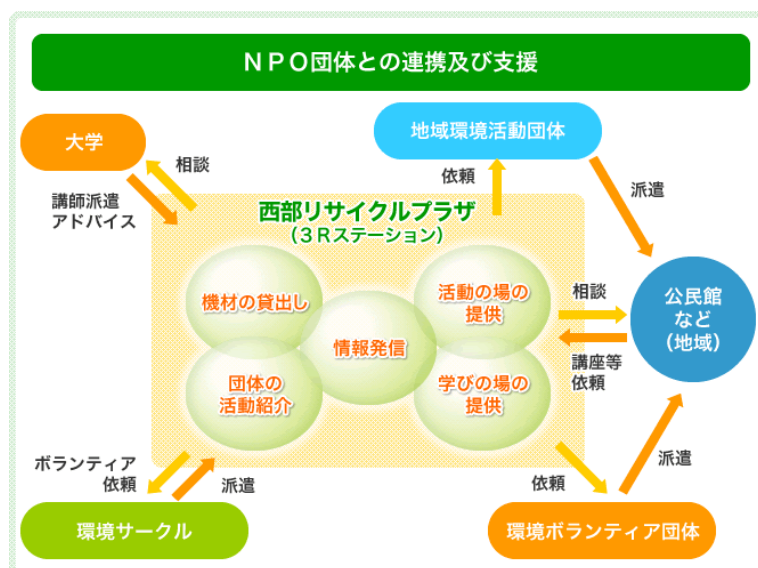 NPO団体との連携及び支援
大学
地域環境活動団体
相談
依頼
派遣
講師派遣
アドバイス
西部リサイクルプラザ
（3Rステーション）
機材の貸出し
活動の場の
提供
情報発信
団体の
活動紹介
学びの場の
提供
相談
公民館
など
（地域）
講座等
依頼
ボランティア
依頼
派遣
依頼
派遣
環境サークル
環境ボランティア団体